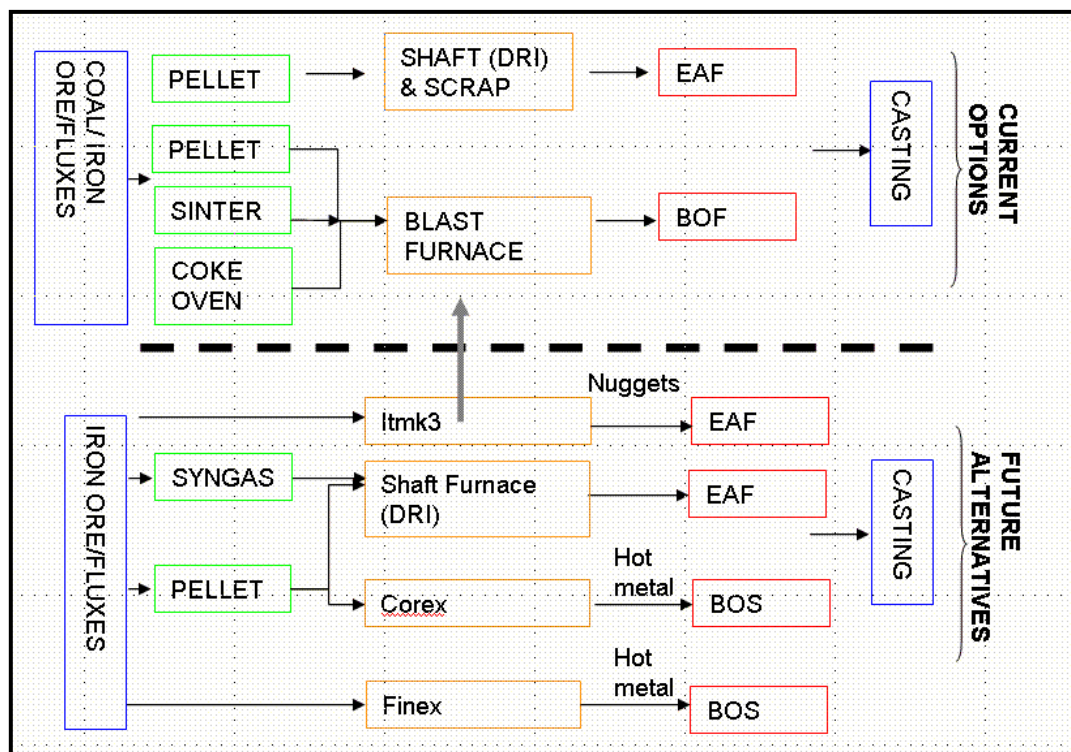 COAL/ IRON
ORE/FLUXES
PELLET
SHAFT (DRI)
& SCRAP
EAF
PELLET
SINTER
COKE
OVEN
BLAST
FURNACE
BOF
CASTING
CURRENT
OPTIONS
IRON ORE/FLUXES
Itmk3
Nuggets
EAF
SYNGAS
Shaft Furnace
(DRI)
EAF
PELLET
Corex
Hot
metal
BOS
Finex
Hot
metal
BOS
CASTING
FUTURE
ALTERNATIVES